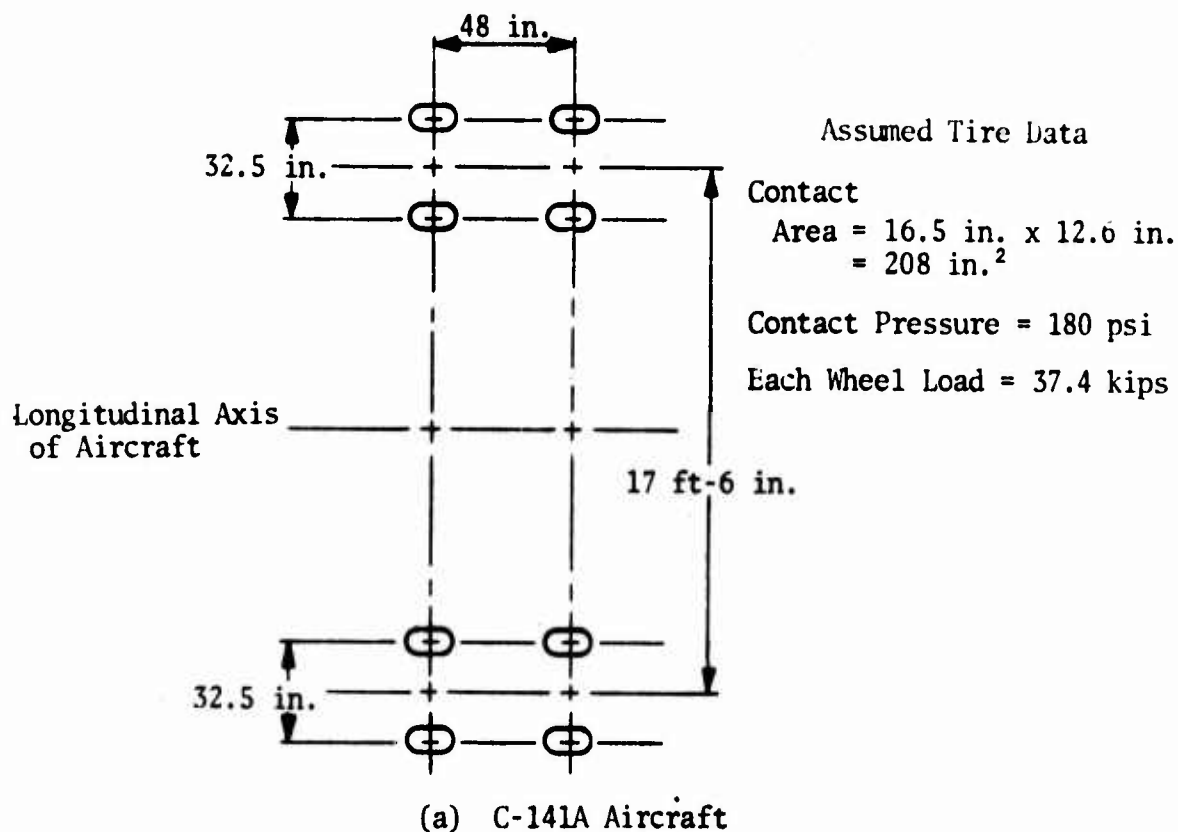 48 in.
32.5 in.
Assumed Tire Data
Contact
Area = 16.5 in. x 12.6 in.
= 208 in.²
Contact Pressure = 180 psi
Each Wheel Load = 37.4 kips
Longitudinal Axis
of Aircraft
17 ft-6 in.
32.5 in.
(a) C-141A Aircraft